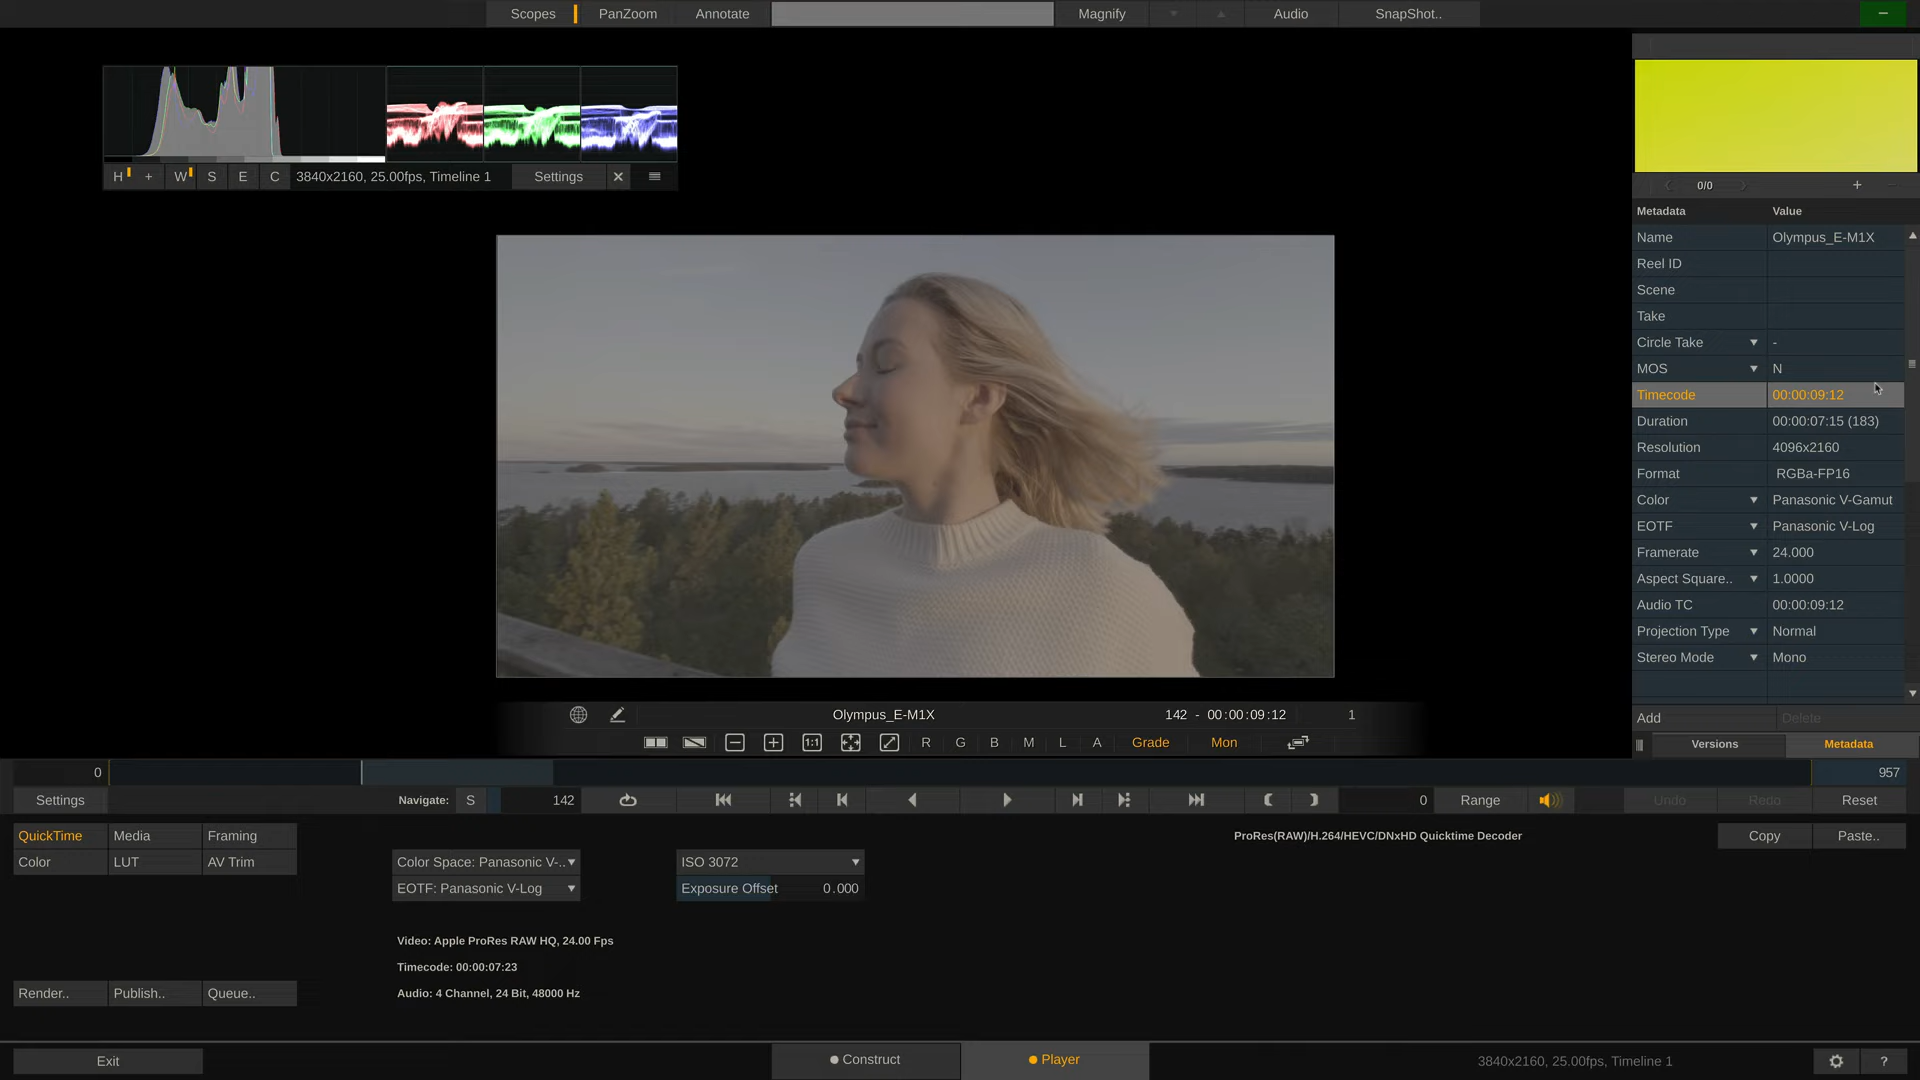 Scopes PanZoom Annotate Magnify Audio SnapShot..
H + W S E C 3840x2160, 25.00fps, Timeline 1 Settings
0/0
Metadata Value
Name Olympus_E-M1X
Reel ID
Scene
Take
Circle Take -
MOS N
Timecode 00:00:09:12
Duration 00:00:07:15 (183)
Resolution 4096x2160
Format RGBa-FP16
Color Panasonic V-Gamut
EOTF Panasonic V-Log
Framerate 24.000
Aspect Square.. 1.0000
Audio TC 00:00:09:12
Projection Type Normal
Stereo Mode Mono
Add Delete
Versions Metadata
Olympus_E-M1X 142 - 00:00:09:12 1
1:1 R G B M L A Grade Mon
0 957
Settings Navigate: S 142 0 Range Undo Redo Reset
QuickTime Media Framing ProRes(RAW)/H.264/HEVC/DNxHD Quicktime Decoder Copy Paste..
Color LUT AV Trim Color Space: Panasonic V-.. ISO 3072
EOTF: Panasonic V-Log Exposure Offset 0.000
Video: Apple ProRes RAW HQ, 24.00 Fps
Timecode: 00:00:07:23
Render.. Publish.. Queue.. Audio: 4 Channel, 24 Bit, 48000 Hz
Exit Construct Player 3840x2160, 25.00fps, Timeline 1 ?